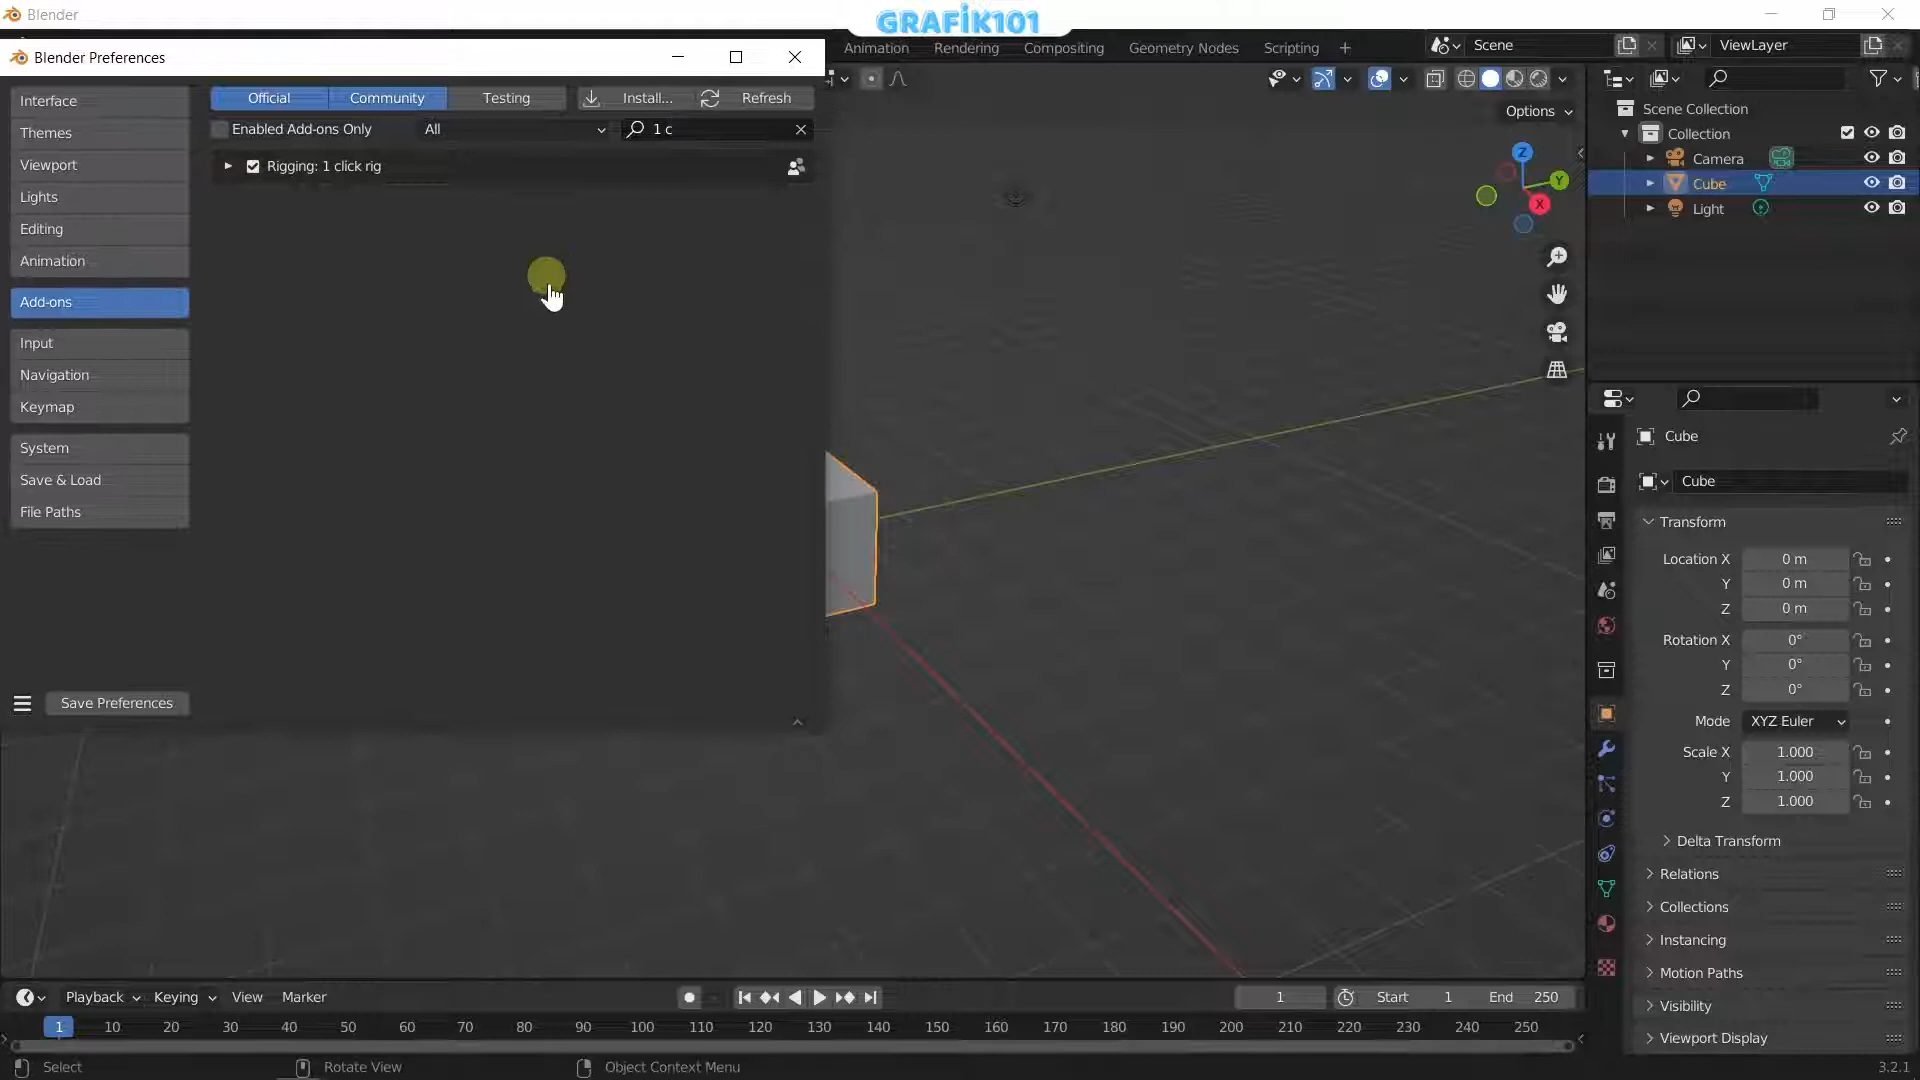 Blender
GRAFİK101
Blender Preferences
Animation
Rendering
Compositing
Geometry Nodes
Scripting
Scene
ViewLayer
Interface
Themes
Viewport
Lights
Editing
Animation
Add-ons
Input
Navigation
Keymap
System
Save & Load
File Paths
Save Preferences
Official
Community
Testing
Install...
Refresh
Enabled Add-ons Only
All
1 c
Rigging: 1 click rig
Options
Z
Y
X
Scene Collection
Collection
Camera
Cube
Light
Cube
Cube
Transform
Location X 0 m
Y 0 m
Z 0 m
Rotation X 0°
Y 0°
Z 0°
Mode XYZ Euler
Scale X 1.000
Y 1.000
Z 1.000
Delta Transform
Relations
Collections
Instancing
Motion Paths
Visibility
Viewport Display
Playback Keying View Marker
1 Start 1 End 250
1 10 20 30 40 50 60 70 80 90 100 110 120 130 140 150 160 170 180 190 200 210 220 230 240 250
Select Rotate View Object Context Menu 3.2.1